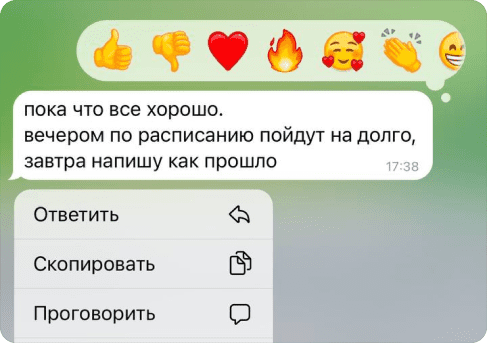 пока что все хорошо.
вечером по расписанию пойдут на долго,
завтра напишу как прошло
17:38
Ответить
Скопировать
Проговорить